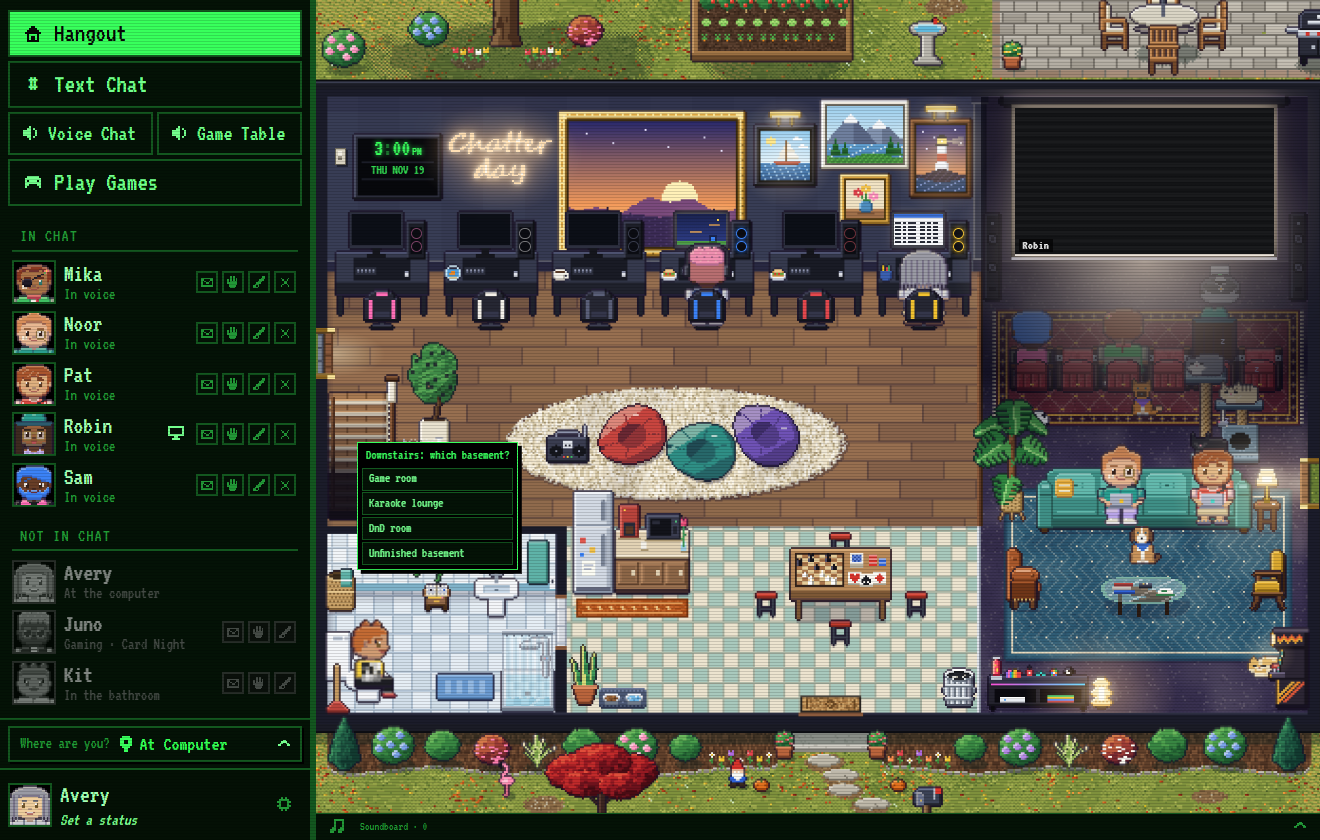 Hangout
# Text Chat
Voice Chat
Game Table
Play Games
IN CHAT
Mika
In voice
Noor
In voice
Pat
In voice
Robin
In voice
Sam
In voice
NOT IN CHAT
Avery
At the computer
Juno
Gaming · Card Night
Kit
In the bathroom
Where are you? At Computer
Avery
Set a status
3:00 PM
THU NOV 19
Chatter
day
Robin
Downstairs: which basement?
Game room
Karaoke lounge
DnD room
Unfinished basement
Soundboard · 0